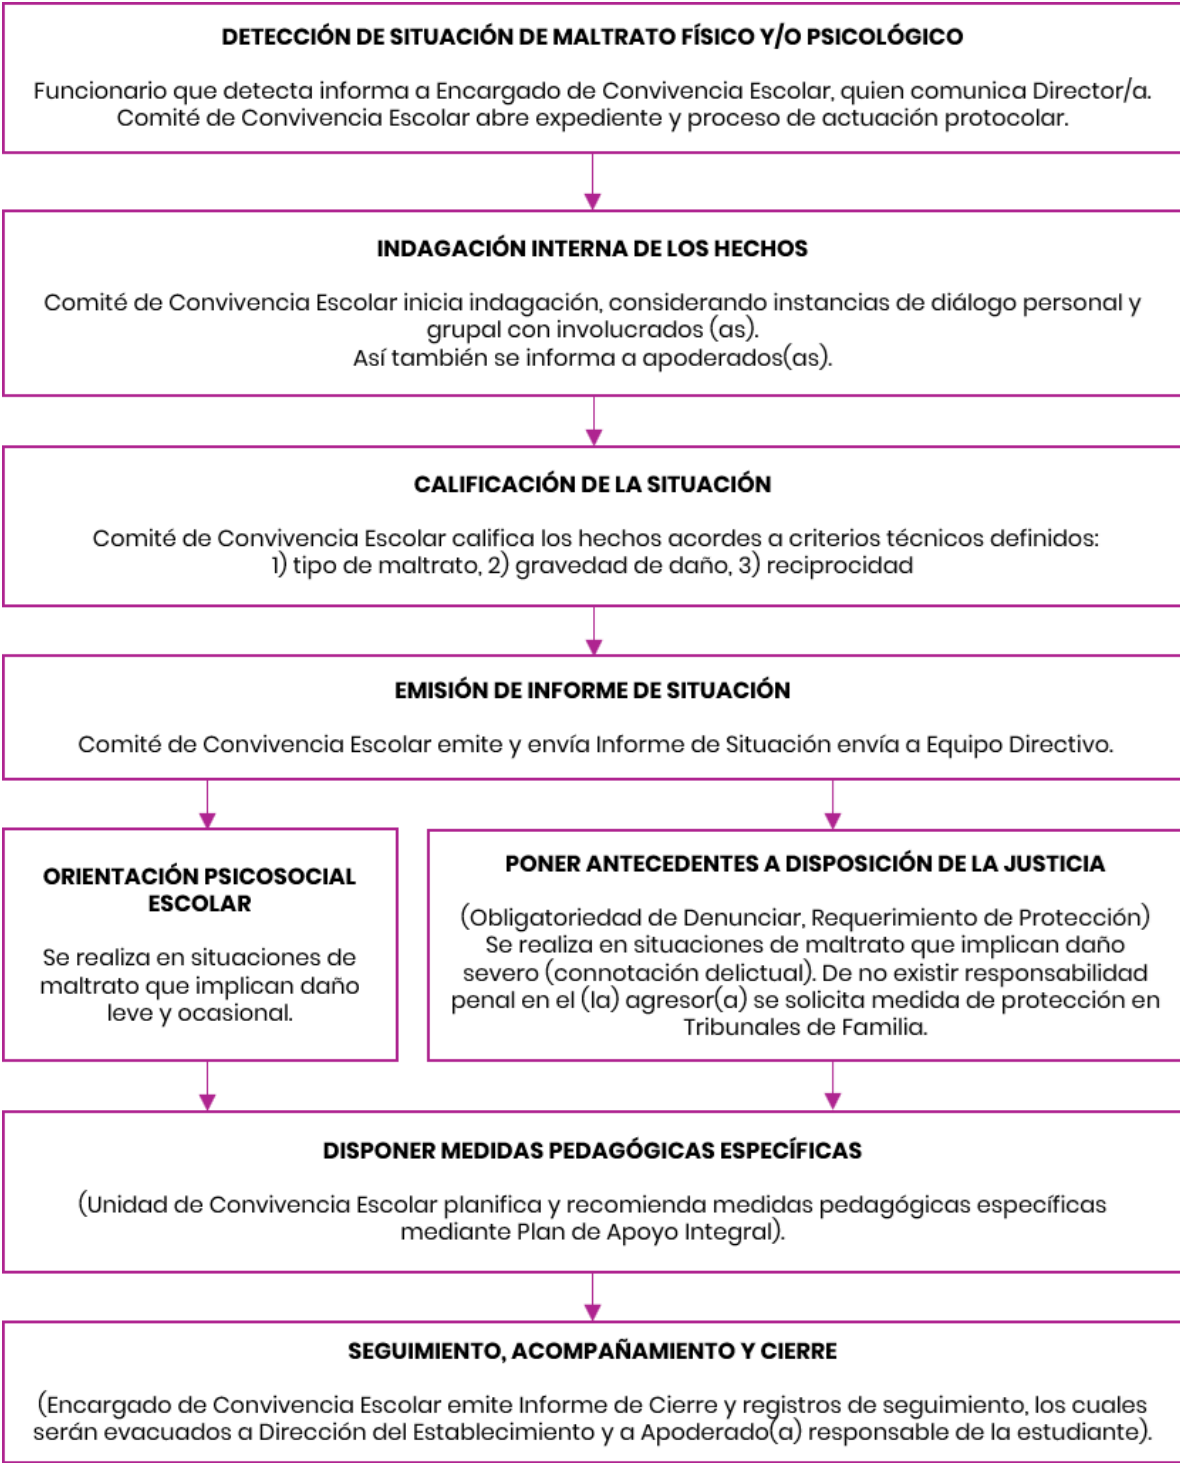 DETECCIÓN DE SITUACIÓN DE MALTRATO FÍSICO Y/O PSICOLÓGICO
Funcionario que detecta informa a Encargado de Convivencia Escolar, quien comunica Director/a.
Comité de Convivencia Escolar abre expediente y proceso de actuación protocolar.
INDAGACIÓN INTERNA DE LOS HECHOS
Comité de Convivencia Escolar inicia indagación, considerando instancias de diálogo personal y
grupal con involucrados (as).
Así también se informa a apoderados(as).
CALIFICACIÓN DE LA SITUACIÓN
Comité de Convivencia Escolar califica los hechos acordes a criterios técnicos definidos:
1) tipo de maltrato, 2) gravedad de daño, 3) reciprocidad
EMISIÓN DE INFORME DE SITUACIÓN
Comité de Convivencia Escolar emite y envía Informe de Situación envía a Equipo Directivo.
ORIENTACIÓN PSICOSOCIAL
ESCOLAR
Se realiza en situaciones de
maltrato que implican daño
leve y ocasional.
PONER ANTECEDENTES A DISPOSICIÓN DE LA JUSTICIA
(Obligatoriedad de Denunciar, Requerimiento de Protección)
Se realiza en situaciones de maltrato que implican daño
severo (connotación delictual). De no existir responsabilidad
penal en el (la) agresor(a) se solicita medida de protección en
Tribunales de Familia.
DISPONER MEDIDAS PEDAGÓGICAS ESPECÍFICAS
(Unidad de Convivencia Escolar planifica y recomienda medidas pedagógicas específicas
mediante Plan de Apoyo Integral).
SEGUIMIENTO, ACOMPAÑAMIENTO Y CIERRE
(Encargado de Convivencia Escolar emite Informe de Cierre y registros de seguimiento, los cuales
serán evacuados a Dirección del Establecimiento y a Apoderado(a) responsable de la estudiante).